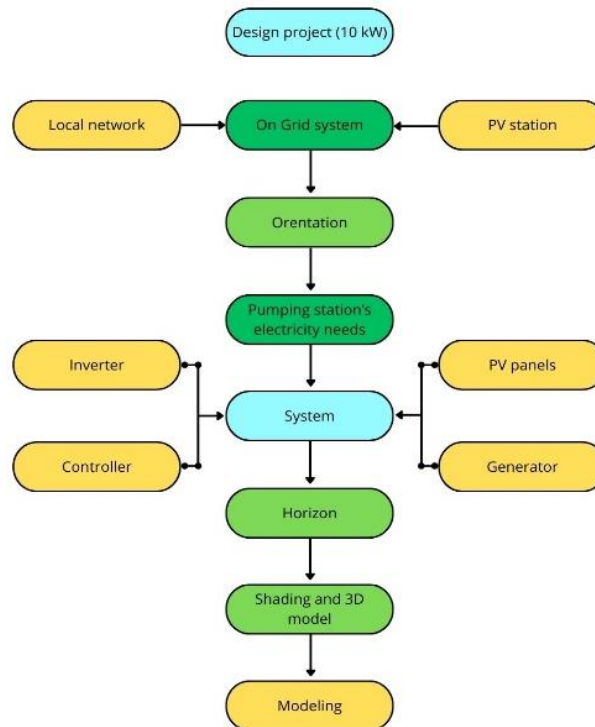 Design project (10 kW)
Local network
On Grid system
PV station
Orentation
Pumping station's
electricity needs
Inverter
PV panels
System
Controller
Generator
Horizon
Shading and 3D
model
Modeling